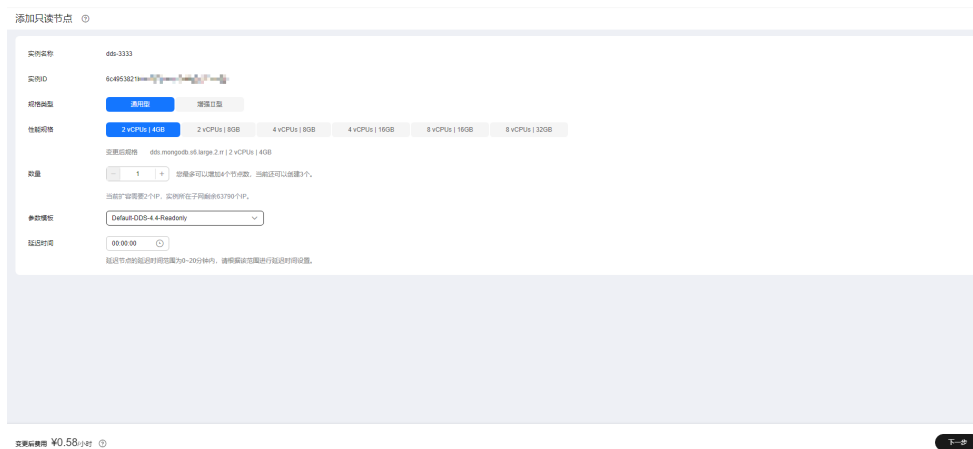 添加只读节点
实例名称 dds-3333
实例ID 6c4953821
规格类型 通用型 增强II型
性能规格 2 vCPUs | 4GB 2 vCPUs | 8GB 4 vCPUs | 8GB 4 vCPUs | 16GB 8 vCPUs | 16GB 8 vCPUs | 32GB
变更后规格 dds.mongodb.s6.large.2.rr | 2 vCPUs | 4GB
数量 - 1 + 您最多可以增加4个节点数，当前还可以创建3个。
当前扩容需要2个IP，实例所在子网剩余63790个IP。
参数模板 Default-DDS-4.4-Readonly
延迟时间 00:00:00
延迟节点的延迟时间范围为0~20分钟内，请根据该范围进行延迟时间设置。
变更后费用 ¥0.58/小时 下一步